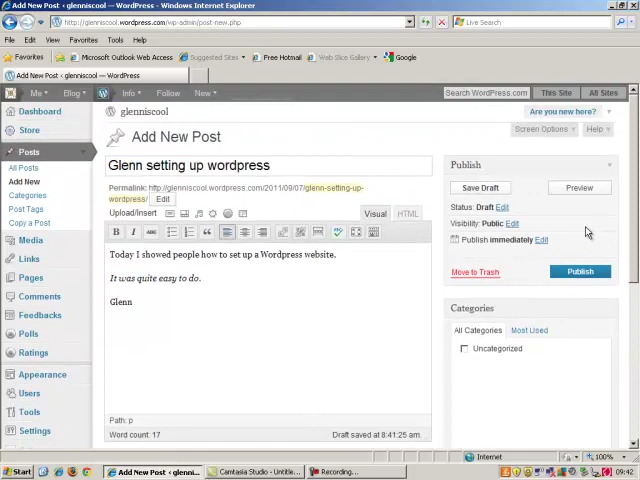 Add New Post ‹ glenniscool — WordPress - Windows Internet Explorer
http://glenniscool.wordpress.com/wp-admin/post-new.php
Live Search
File Edit View Favorites Tools Help
Favorites Microsoft Outlook Web Access Suggested Sites Free Hotmail Web Slice Gallery Google
Add New Post ‹ glenniscool — WordPress
Me Blog Info Follow New Search WordPress.com This Site All Sites
Dashboard
Store
Posts
All Posts
Add New
Categories
Post Tags
Copy a Post
Media
Links
Pages
Comments
Feedbacks
Polls
Ratings
Appearance
Users
Tools
Settings
glenniscool
Are you new here?
Add New Post
Screen Options Help
Glenn setting up wordpress
Permalink: http://glenniscool.wordpress.com/2011/09/07/glenn-setting-up-
wordpress/ Edit
Upload/Insert Visual HTML
B I ABC
Today I showed people how to set up a Wordpress website.
It was quite easy to do.
Glenn
Path: p
Word count: 17 Draft saved at 8:41:25 am.
Publish
Save Draft Preview
Status: Draft Edit
Visibility: Public Edit
Publish immediately Edit
Move to Trash Publish
Categories
All Categories Most Used
Uncategorized
Internet 100%
Start Add New Post ‹ glenni... Camtasia Studio - Untitle... Recording... 09:42